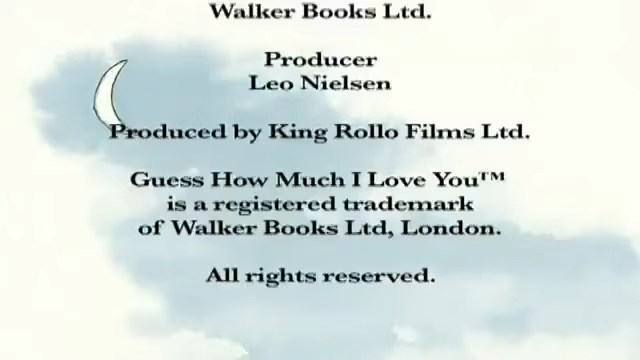 Walker Books Ltd.
Producer
Leo Nielsen
Produced by King Rollo Films Ltd.
Guess How Much I Love You™
is a registered trademark
of Walker Books Ltd, London.
All rights reserved.